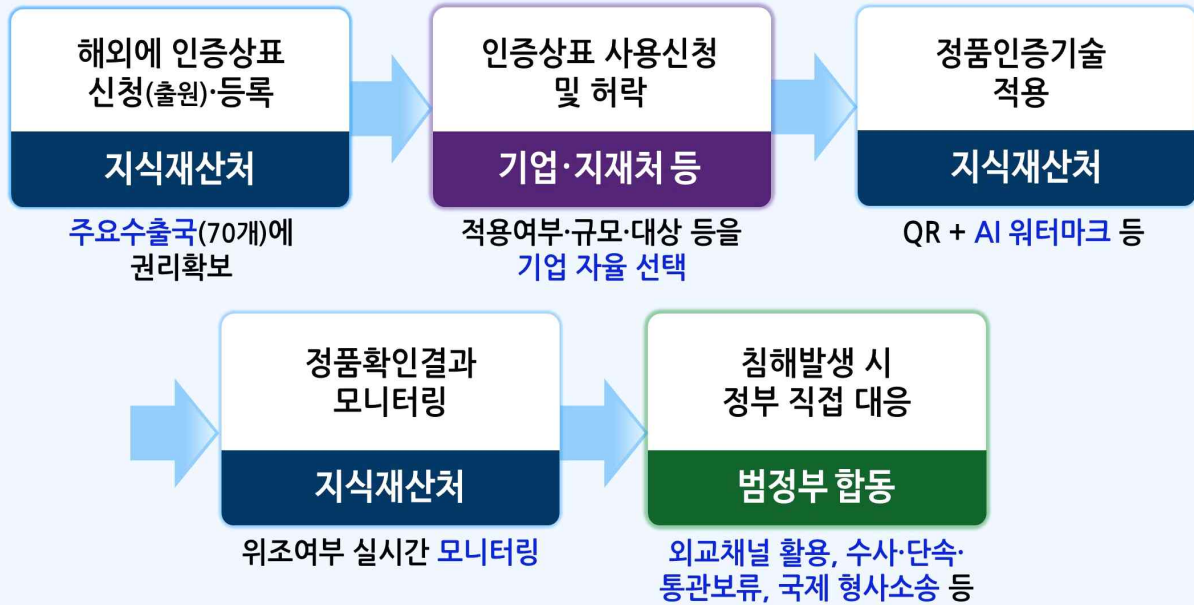 해외에 인증상표
신청(출원)·등록
지식재산처
주요수출국(70개)에
권리확보
인증상표 사용신청
및 허락
기업·지재처 등
적용여부·규모·대상 등을
기업 자율 선택
정품인증기술
적용
지식재산처
QR + AI 워터마크 등
정품확인결과
모니터링
지식재산처
위조여부 실시간 모니터링
침해발생 시
정부 직접 대응
범정부 합동
외교채널 활용, 수사·단속·
통관보류, 국제 형사소송 등